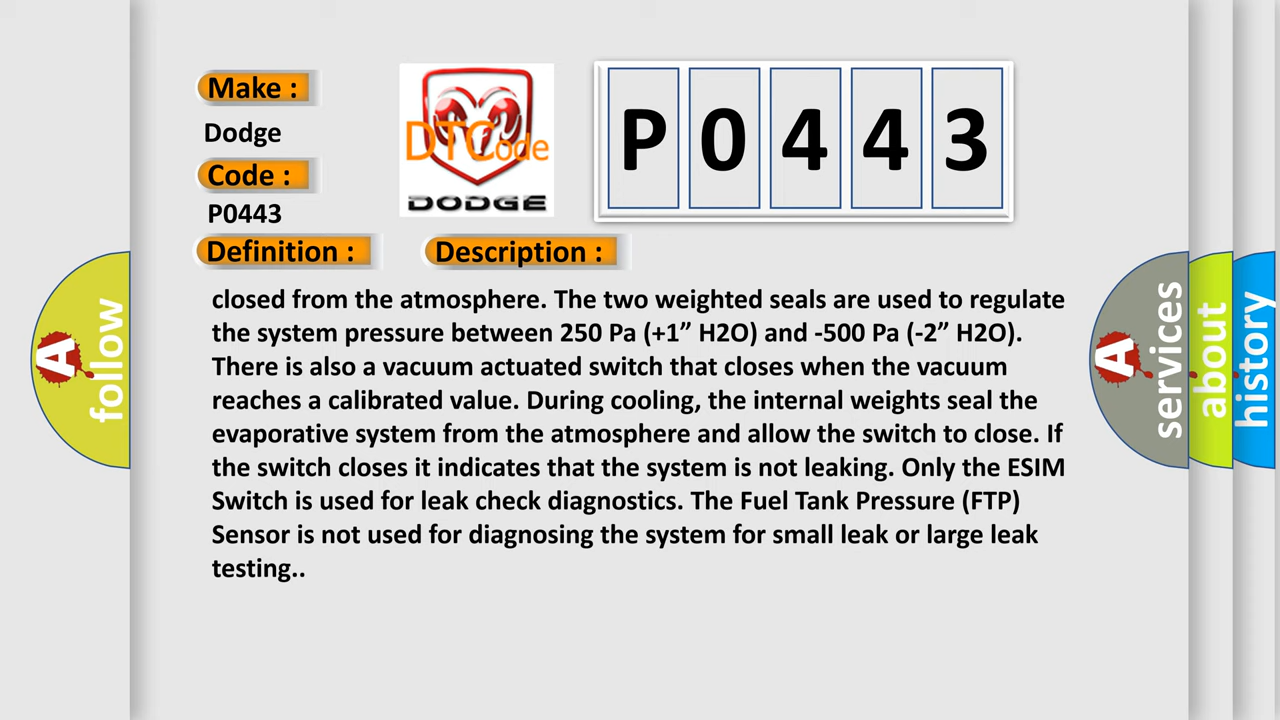 Make :
Dodge
Code :
P0443
DTCode
DODGE
P0443
Definition :
Description :
closed from the atmosphere. The two weighted seals are used to regulate
the system pressure between 250 Pa (+1” H2O) and -500 Pa (-2” H2O).
There is also a vacuum actuated switch that closes when the vacuum
reaches a calibrated value. During cooling, the internal weights seal the
evaporative system from the atmosphere and allow the switch to close. If
the switch closes it indicates that the system is not leaking. Only the ESIM
Switch is used for leak check diagnostics. The Fuel Tank Pressure (FTP)
Sensor is not used for diagnosing the system for small leak or large leak
testing..
A
follow
A
services
about
history